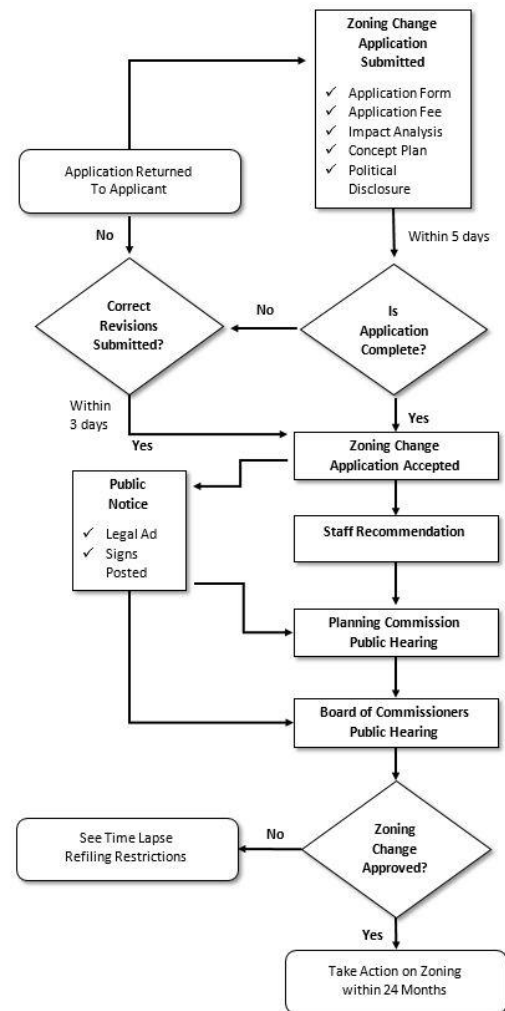 Zoning Change
Application
Submitted
✓ Application Form
✓ Application Fee
✓ Impact Analysis
✓ Concept Plan
✓ Political
Disclosure
Application Returned
To Applicant
No
Within 5 days
Correct
Revisions
Submitted?
No
Is
Application
Complete?
Within
3 days
Yes
Yes
Zoning Change
Application Accepted
Public
Notice
✓ Legal Ad
✓ Signs
Posted
Staff Recommendation
Planning Commission
Public Hearing
Board of Commissioners
Public Hearing
See Time Lapse
Refiling Restrictions
No
Zoning
Change
Approved?
Yes
Take Action on Zoning
within 24 Months